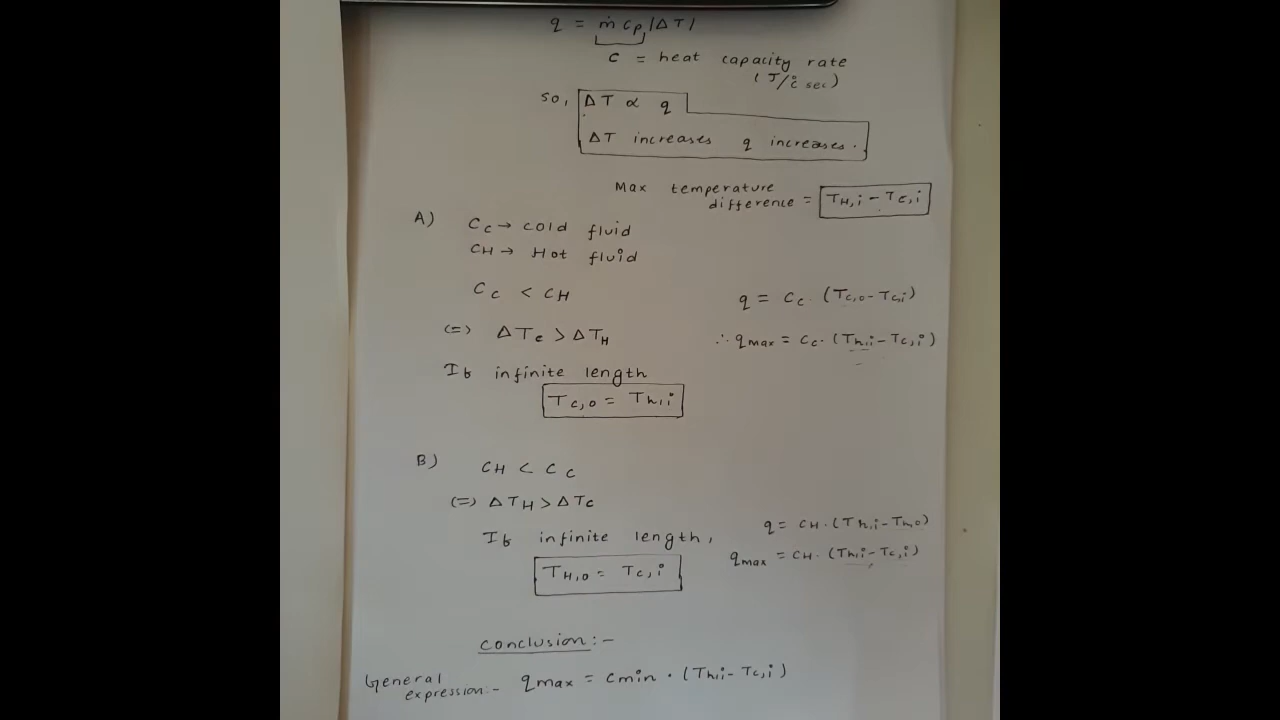 q = ṁ cp |ΔT|
C = heat capacity rate
(J/°c sec)
so, ΔT ∝ q
ΔT increases q increases.
Max temperature
difference = TH,i - Tc,i
A) Cc → cold fluid
CH → Hot fluid
Cc < CH
q = Cc. (Tc,o - Tc,i)
(=) ΔTc > ΔTH
∴ qmax = Cc. (Th,i - Tc,i)
If infinite length
Tc,o = Th,i
B) CH < Cc
(=) ΔTH > ΔTc
q = CH.(Th,i - Th,o)
If infinite length,
qmax = CH. (Th,i - Tc,i)
TH,o = Tc,i
conclusion:-
General
expression:- qmax = cmin . (Th,i - Tc,i)